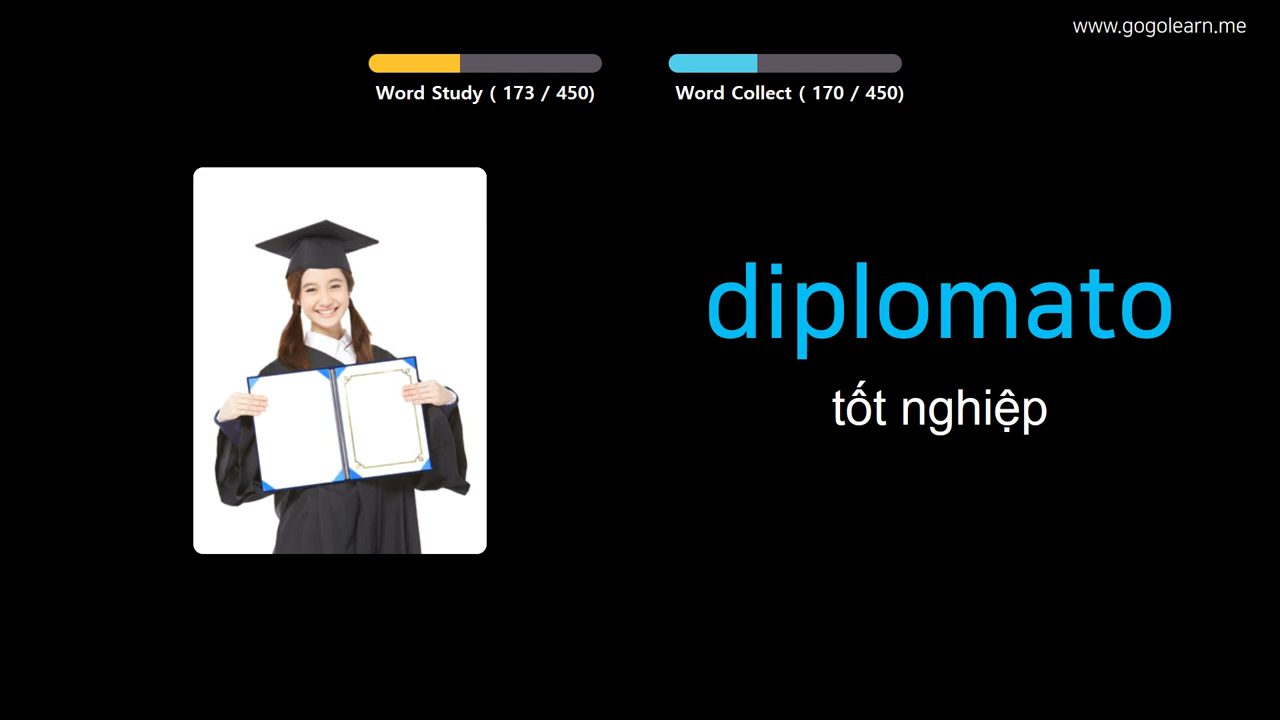 www.gogolearn.me
Word Study ( 173 / 450)
Word Collect ( 170 / 450)
diplomato
tốt nghiệp